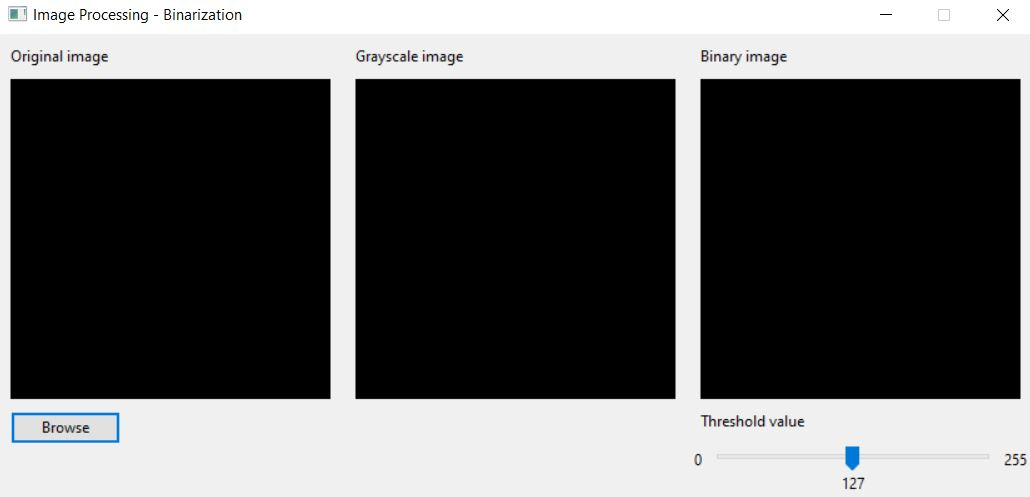 Image Processing - Binarization
Original image
Grayscale image
Binary image
Browse
Threshold value
0
255
127